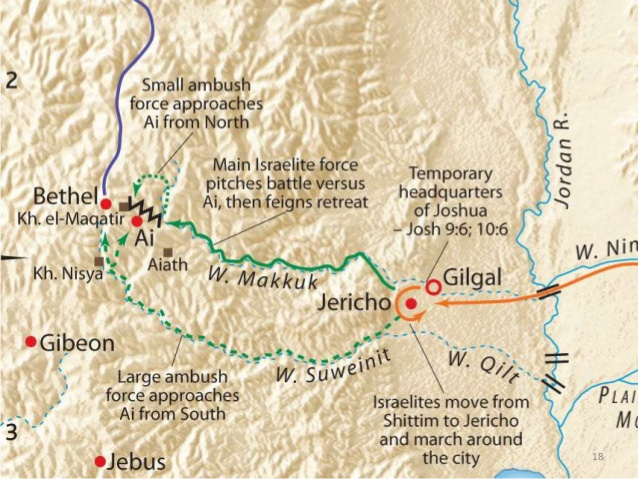 2
Small ambush
force approaches
Ai from North
Main Israelite force
pitches battle versus
Ai, then feigns retreat
Temporary
headquarters
of Joshua
– Josh 9:6; 10:6
Jordan R.
Bethel
Kh. el-Maqatir
Ai
Kh. Nisya
Aiath
W. Makkuk
Jericho
Gilgal
W. Nim
Gibeon
Large ambush
force approaches
Ai from South
W. Suweinit
W. Qilt
Israelites move from
Shittim to Jericho
and march around
the city
PLAI
MO
3
Jebus
18